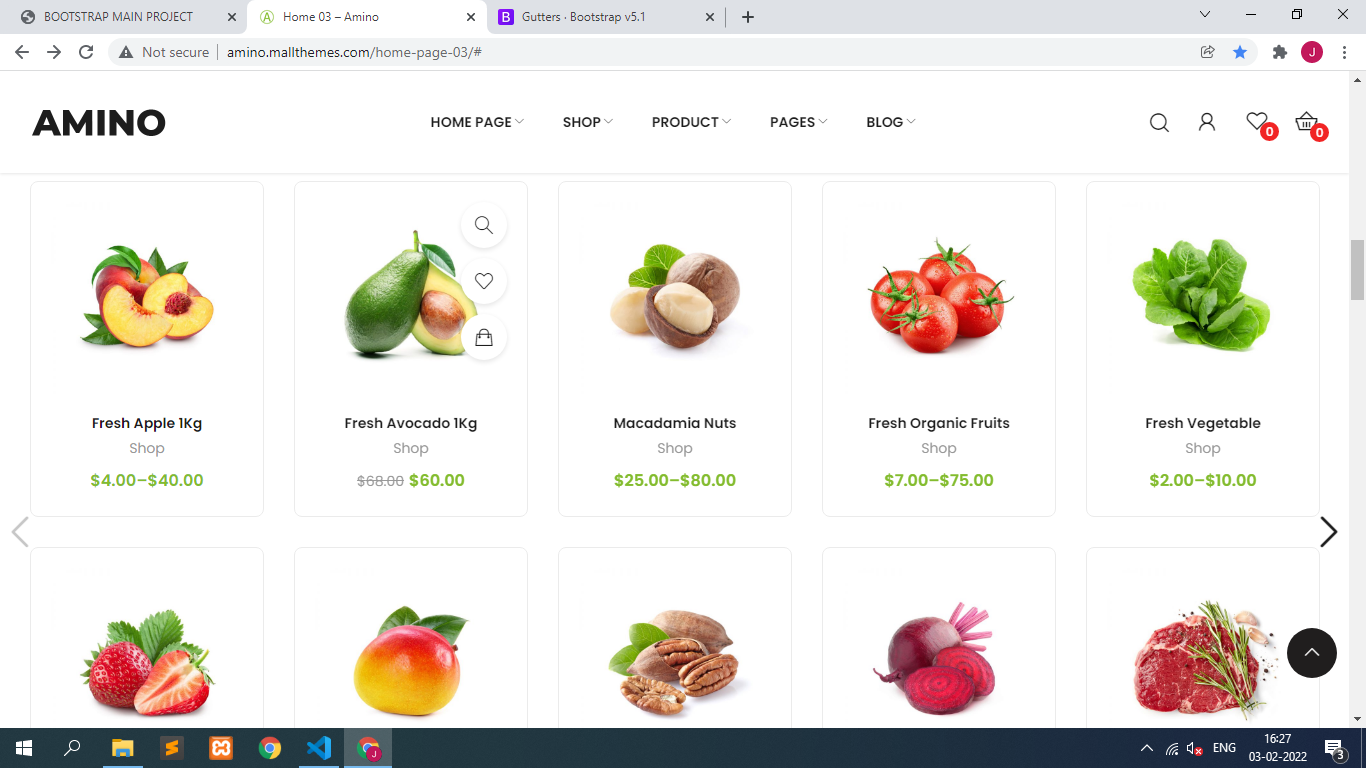 BOOTSTRAP MAIN PROJECT
Home 03 – Amino
Gutters · Bootstrap v5.1
Not secure
amino.mallthemes.com/home-page-03/#
J
AMINO
HOME PAGE
SHOP
PRODUCT
PAGES
BLOG
0
0
Fresh Apple 1Kg
Shop
$4.00–$40.00
Fresh Avocado 1Kg
Shop
$68.00 $60.00
Macadamia Nuts
Shop
$25.00–$80.00
Fresh Organic Fruits
Shop
$7.00–$75.00
Fresh Vegetable
Shop
$2.00–$10.00
J
ENG
16:27
03-02-2022
3